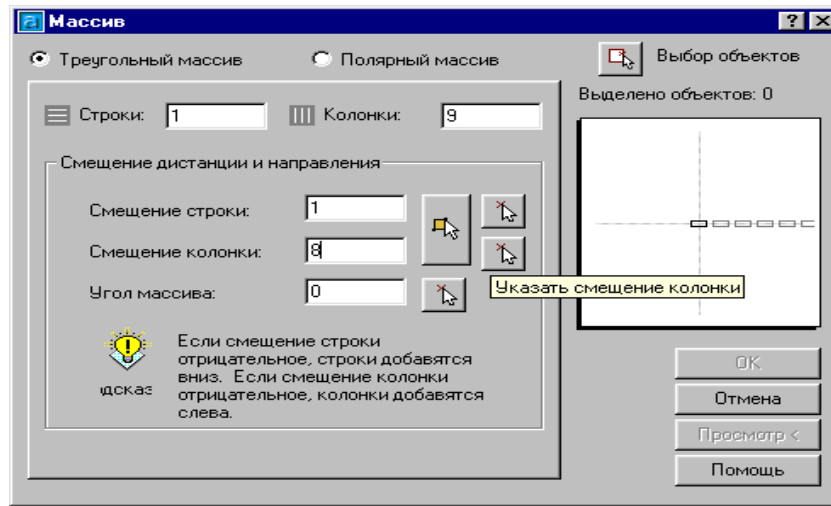 Массив
Треугольный массив
Полярный массив
Выбор объектов
Выделено объектов: 0
Строки: 1
Колонки: 9
Смещение дистанции и направления
Смещение строки: 1
Смещение колонки: 8
Указать смещение колонки
Угол массива: 0
Если смещение строки
отрицательное, строки добавятся
вниз. Если смещение колонки
отрицательное, колонки добавятся
слева.
дсказ
OK
Отмена
Просмотр <
Помощь